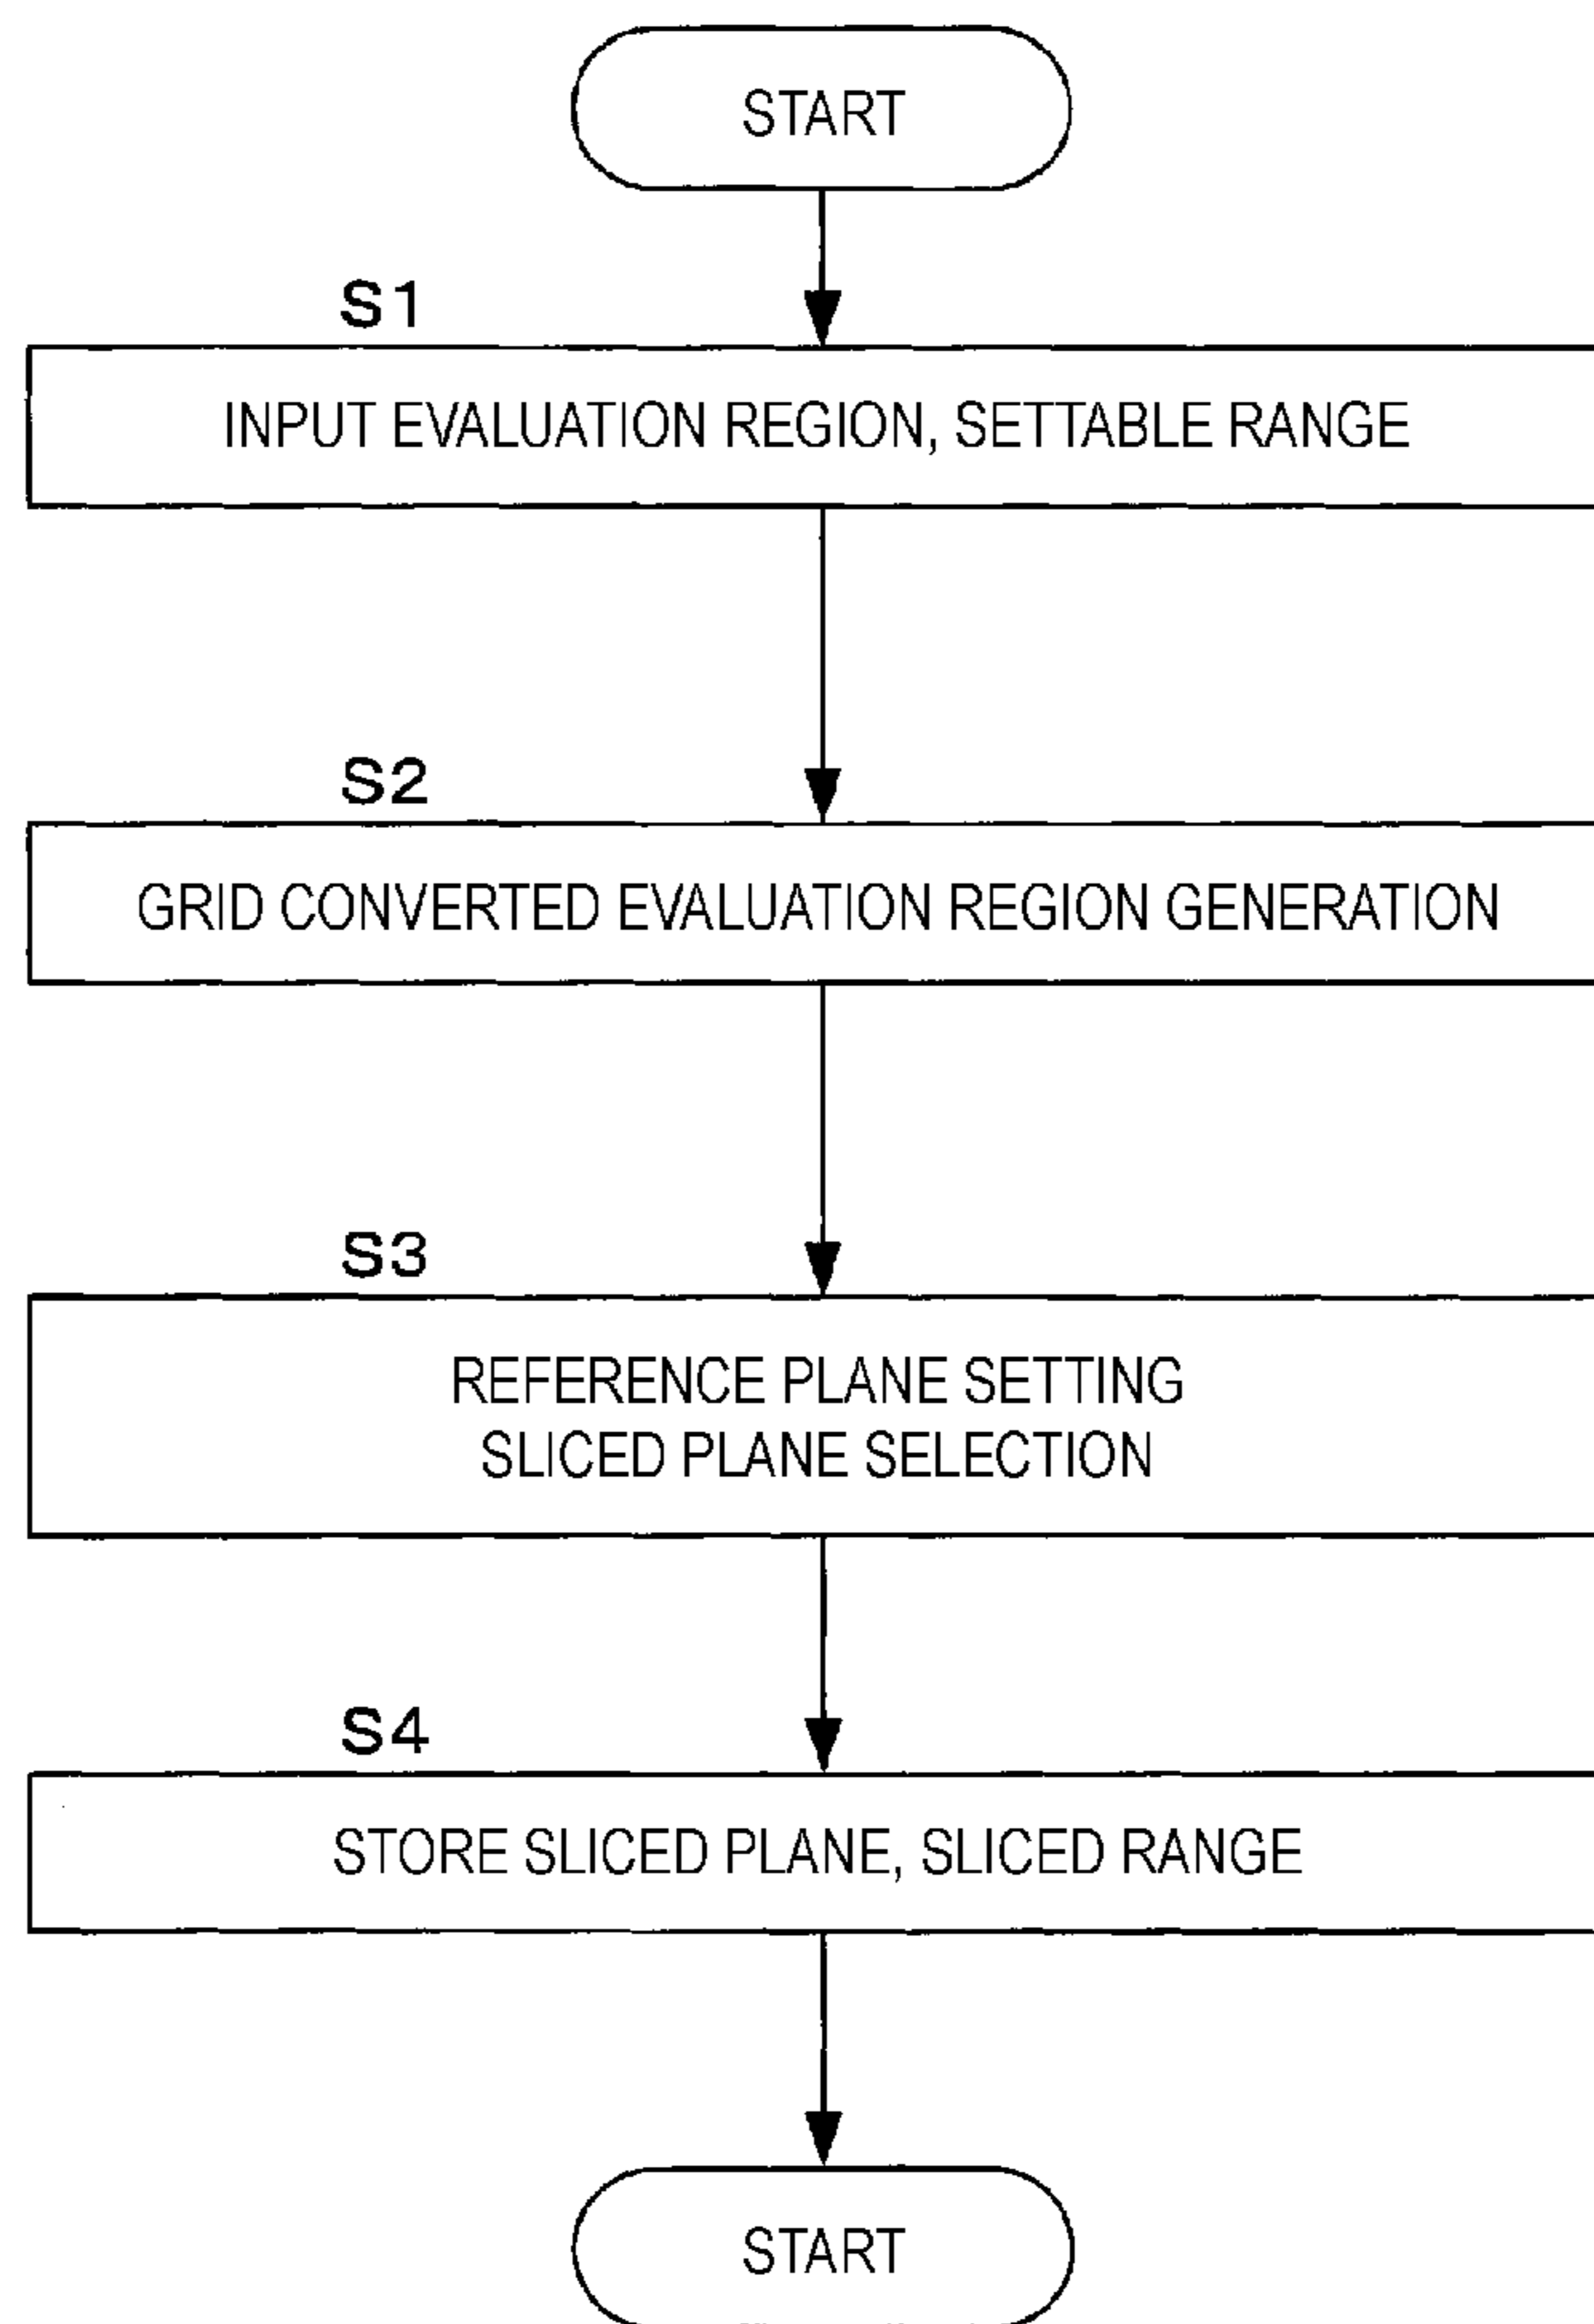 START
S1
INPUT EVALUATION REGION, SETTABLE RANGE
S2
GRID CONVERTED EVALUATION REGION GENERATION
S3
REFERENCE PLANE SETTING
SLICED PLANE SELECTION
S4
STORE SLICED PLANE, SLICED RANGE
START